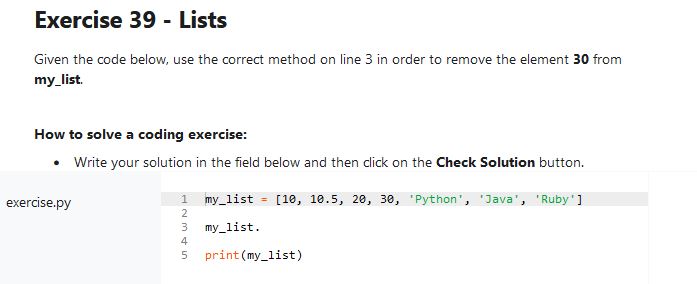 Exercise 39 - Lists
Given the code below, use the correct method on line 3 in order to remove the element 30 from
my_list.
How to solve a coding exercise:
• Write your solution in the field below and then click on the Check Solution button.
exercise.py
1 my_list = [10, 10.5, 20, 30, 'Python', 'Java', 'Ruby']
2
3 my_list.
4
5 print(my_list)